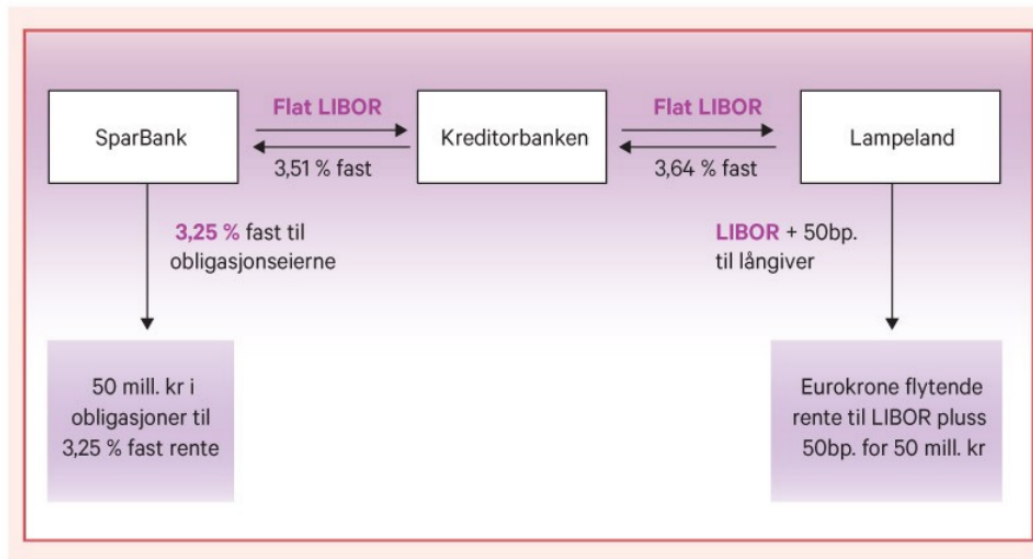 Flat LIBOR
Flat LIBOR
SparBank
Kreditorbanken
Lampeland
3,51 % fast
3,64 % fast
3,25 % fast til
obligasjonseierne
LIBOR + 50bp.
til långiver
50 mill. kr i
obligasjoner til
3,25 % fast rente
Eurokrone flytende
rente til LIBOR pluss
50bp. for 50 mill. kr